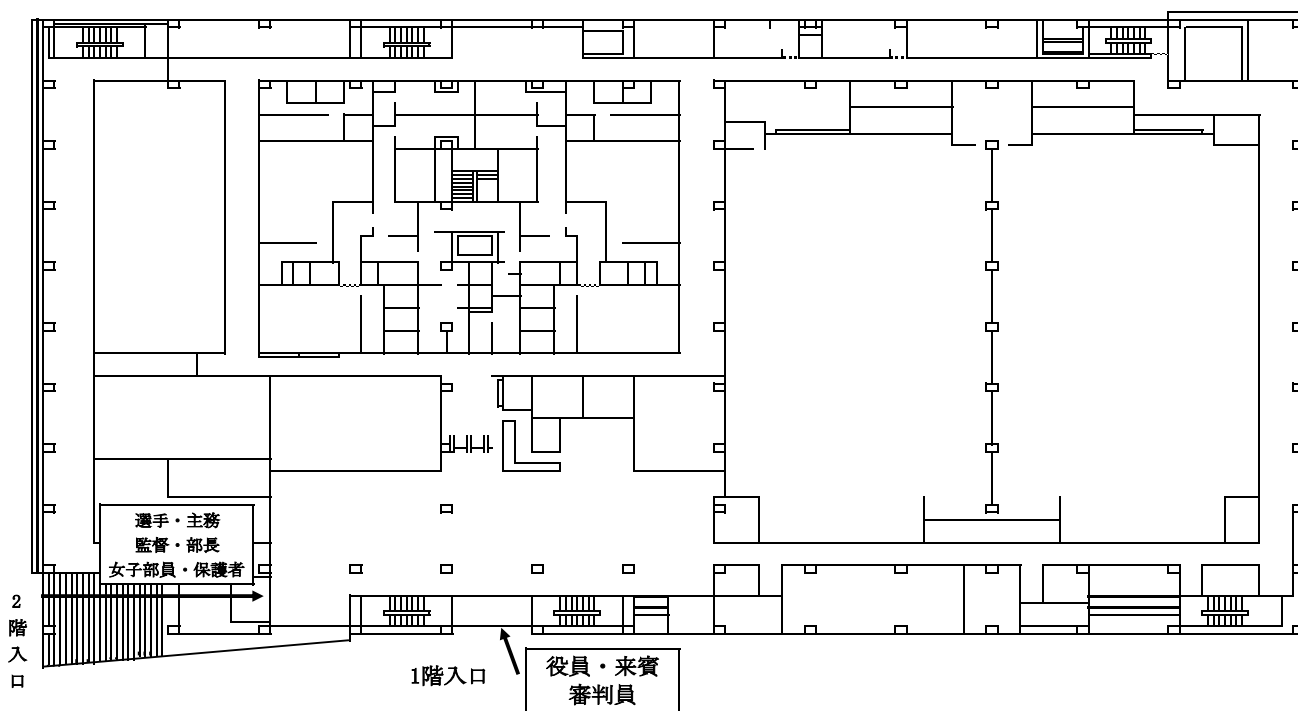 選手・主務
監督・部長
女子部員・保護者
2階入口
1階入口
役員・来賓
審判員